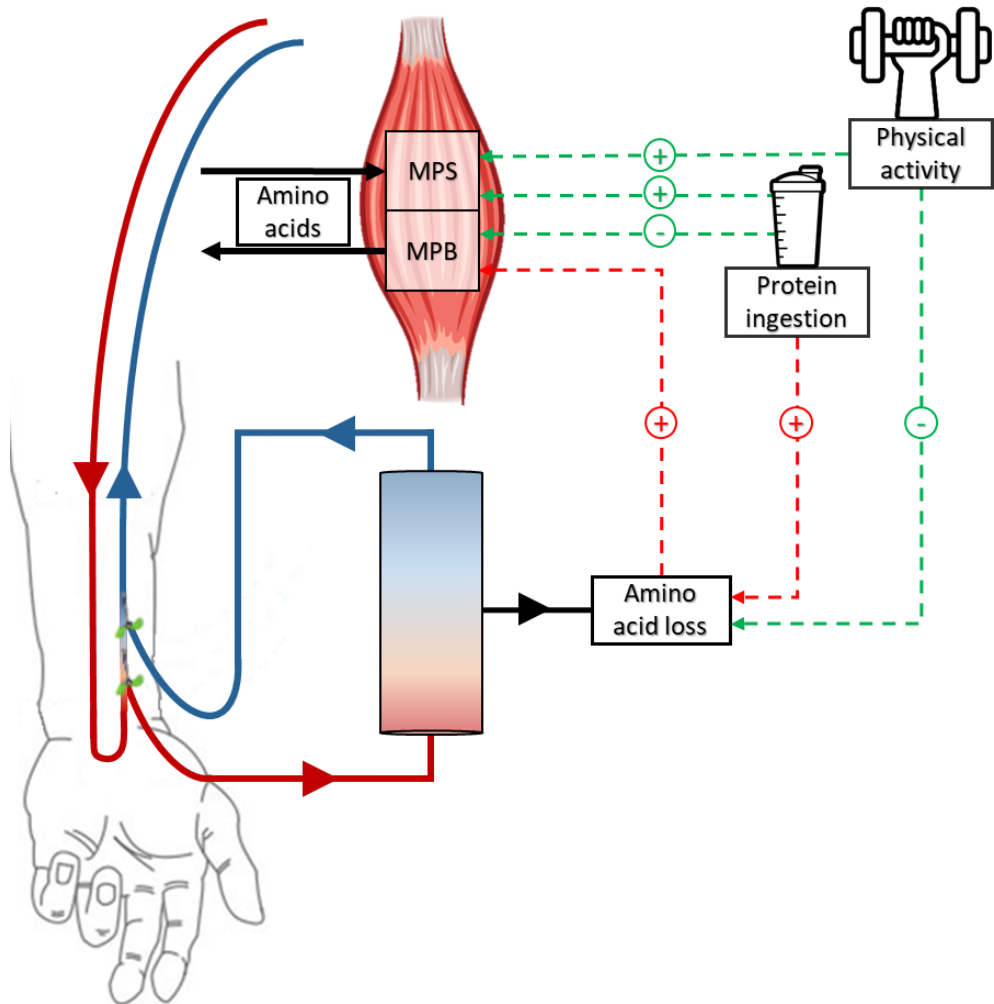 Physical
activity
+
MPS
+
Amino
acids
-
MPB
Protein
ingestion
+
+
-
Amino
acid loss